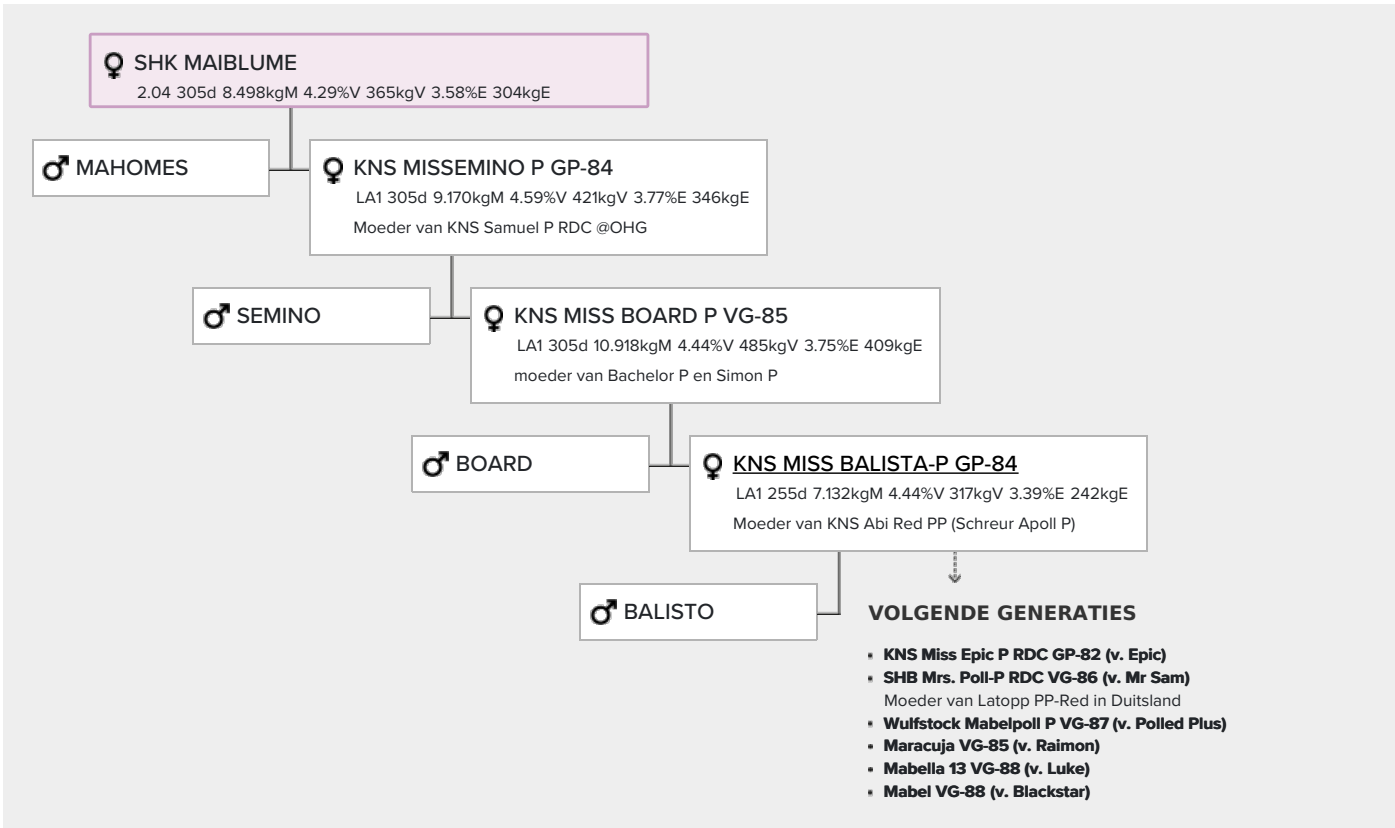 SHK MAIBLUME
2.04 305d 8.498kgM 4.29%V 365kgV 3.58%E 304kgE
MAHOMES
KNS MISSEMINO P GP-84
LA1 305d 9.170kgM 4.59%V 421kgV 3.77%E 346kgE
Moeder van KNS Samuel P RDC @OHG
SEMINO
KNS MISS BOARD P VG-85
LA1 305d 10.918kgM 4.44%V 485kgV 3.75%E 409kgE
moeder van Bachelor P en Simon P
BOARD
KNS MISS BALISTA-P GP-84
LA1 255d 7.132kgM 4.44%V 317kgV 3.39%E 242kgE
Moeder van KNS Abi Red PP (Schreur Apoll P)
BALISTO
VOLGENDE GENERATIES
KNS Miss Epic P RDC GP-82 (v. Epic)
SHB Mrs. Poll-P RDC VG-86 (v. Mr Sam)
Moeder van Latopp PP-Red in Duitsland
Wulfstock Mabelpoll P VG-87 (v. Polled Plus)
Maracuja VG-85 (v. Raimon)
Mabella 13 VG-88 (v. Luke)
Mabel VG-88 (v. Blackstar)